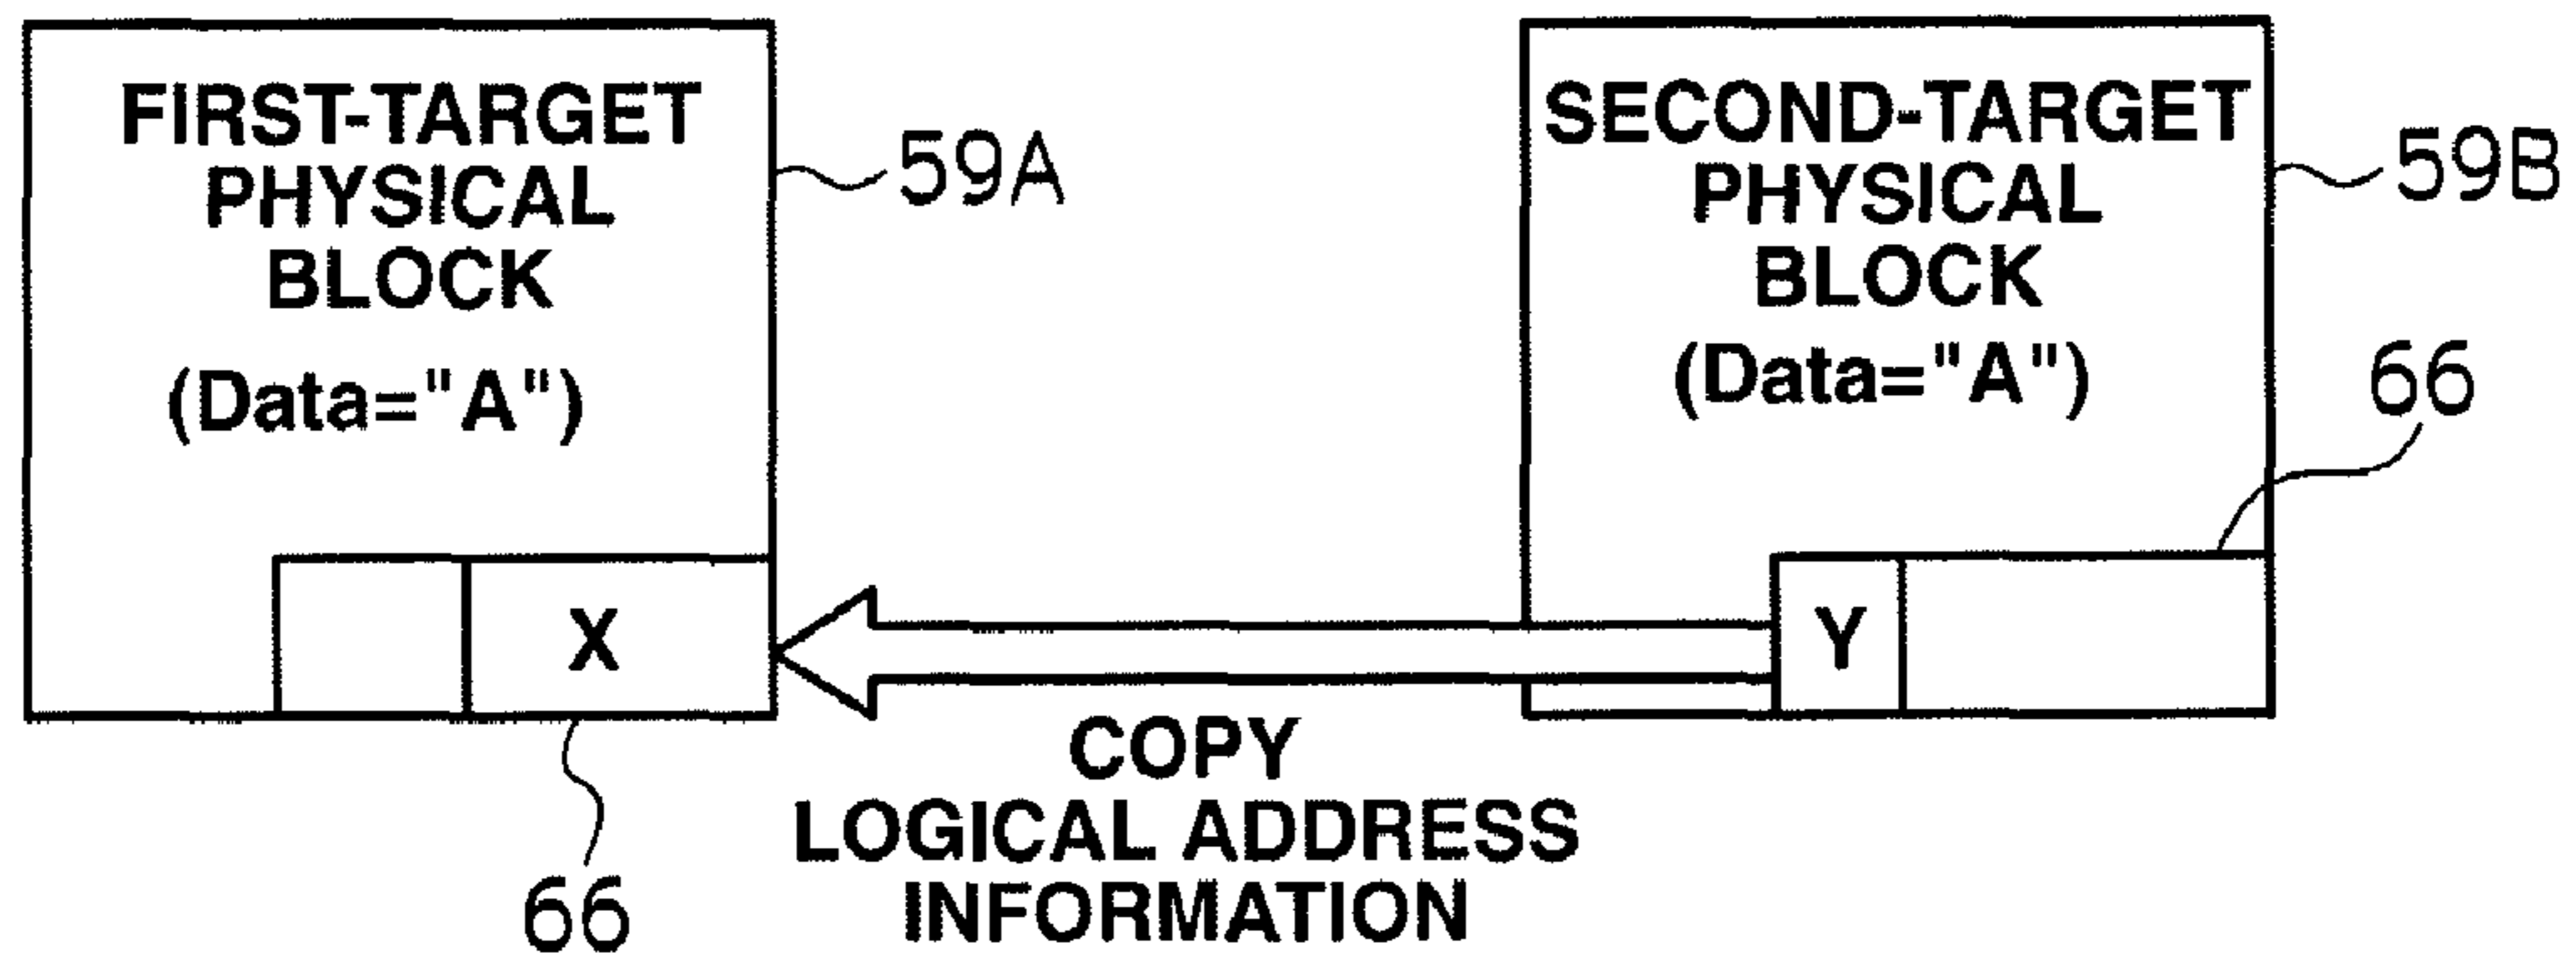 FIRST-TARGET
PHYSICAL
BLOCK
(Data="A")
59A
X
66
COPY
LOGICAL ADDRESS
INFORMATION
SECOND-TARGET
PHYSICAL
BLOCK
(Data="A")
59B
66
Y